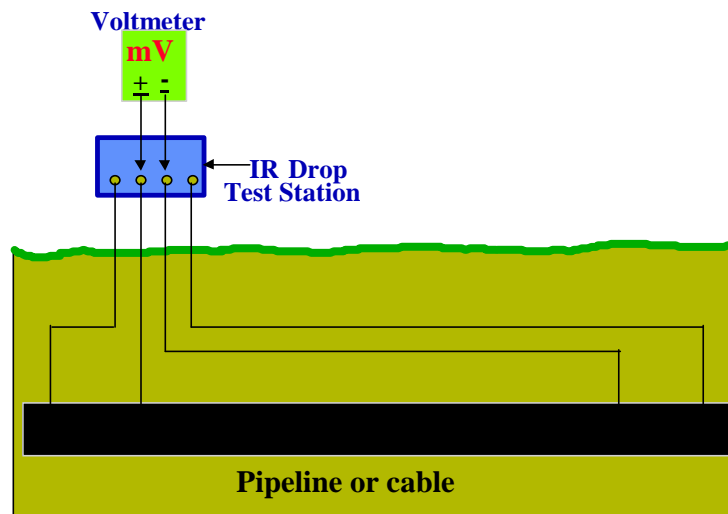 Voltmeter
mV
+ -
IR Drop
Test Station
Pipeline or cable